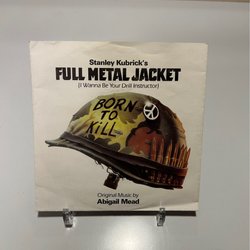 Stanley Kubrick's
FULL METAL JACKET
(I Wanna Be Your Drill Instructor)
BORN
TO
KiLL
Original Music by
Abigail Mead